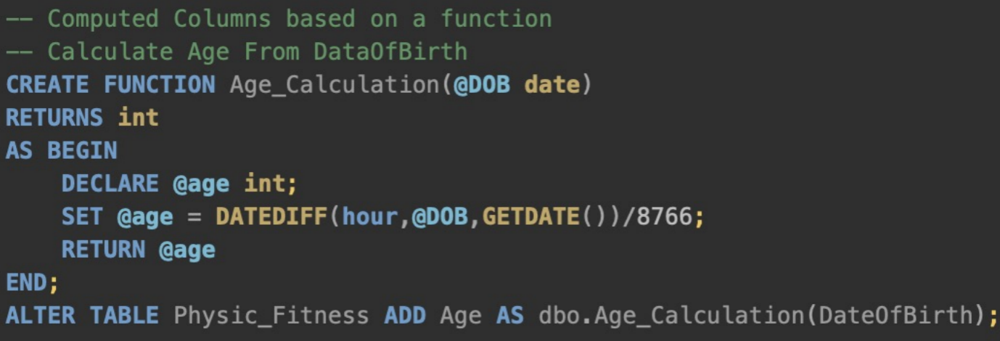 -- Computed Columns based on a function
-- Calculate Age From DataOfBirth
CREATE FUNCTION Age_Calculation(@DOB date)
RETURNS int
AS BEGIN
    DECLARE @age int;
    SET @age = DATEDIFF(hour,@DOB,GETDATE())/8766;
    RETURN @age
END;
ALTER TABLE Physic_Fitness ADD Age AS dbo.Age_Calculation(DateOfBirth);